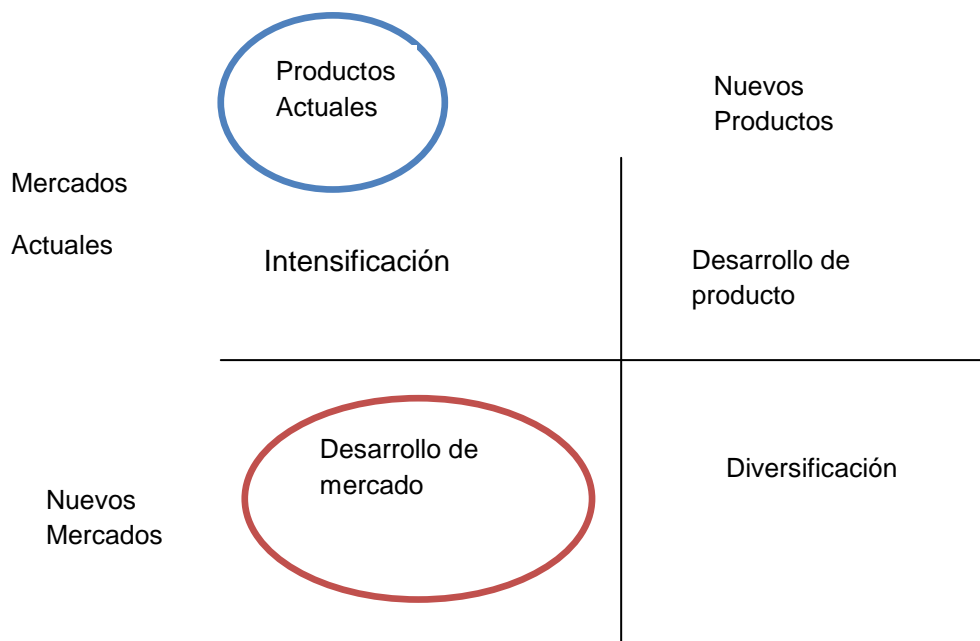 Productos
Actuales
Nuevos
Productos
Mercados
Actuales
Intensificación
Desarrollo de
producto
Desarrollo de
mercado
Diversificación
Nuevos
Mercados